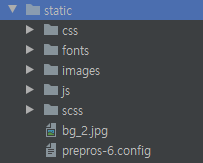 static
css
fonts
images
js
scss
bg_2.jpg
prepros-6.config